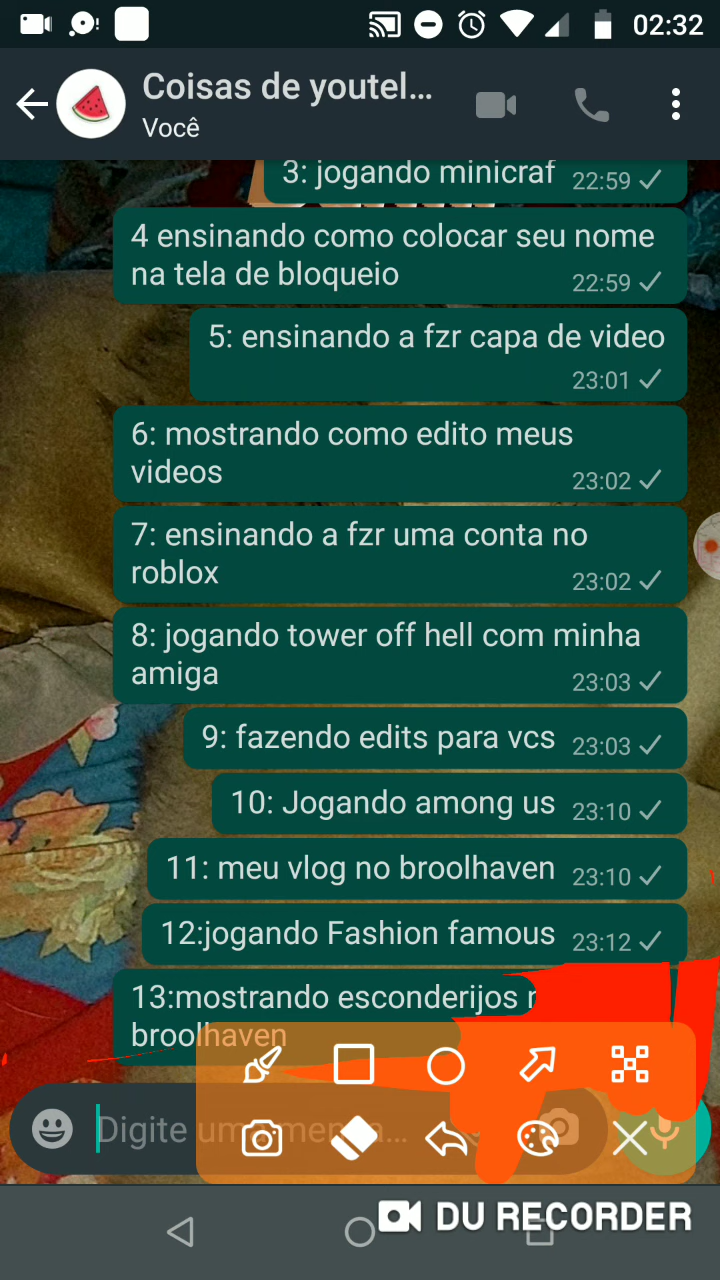 02:32
Coisas de youtel...
Você
3: jogando minicraf 22:59
4 ensinando como colocar seu nome
na tela de bloqueio 22:59
5: ensinando a fzr capa de video
23:01
6: mostrando como edito meus
videos 23:02
7: ensinando a fzr uma conta no
roblox 23:02
8: jogando tower off hell com minha
amiga 23:03
9: fazendo edits para vcs 23:03
10: Jogando among us 23:10
11: meu vlog no broolhaven 23:10
12:jogando Fashion famous 23:12
13:mostrando esconderijos
broolhaven
Digite
DU RECORDER